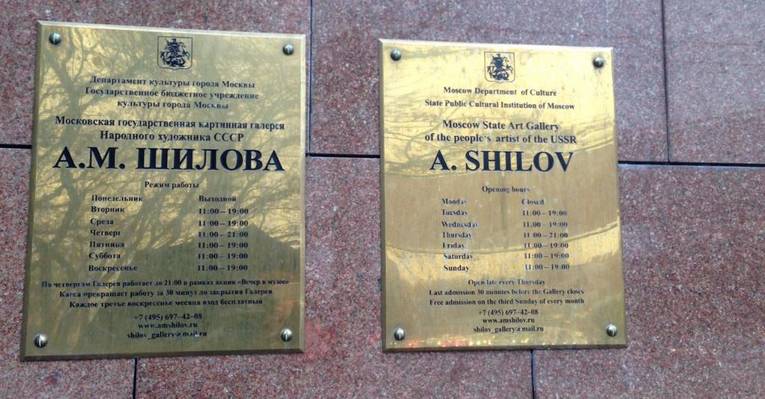 Департамент культуры города Москвы
Государственное бюджетное учреждение
культуры города Москвы
Московская государственная картинная галерея
Народного художника СССР
А.М. ШИЛОВА
Режим работы
Понедельник Выходной
Вторник 11:00 – 19:00
Среда 11:00 – 19:00
Четверг 11:00 – 21:00
Пятница 11:00 – 19:00
Суббота 11:00 – 19:00
Воскресенье 11:00 – 19:00
По четвергам Галерея работает до 21:00 в рамках акции «Вечер в музее»
Касса прекращает работу за 30 минут до закрытия Галереи
Каждое третье воскресенье месяца вход бесплатный
+7 (495) 697-42-08
www.amshilov.ru
shilov_gallery@mail.ru
Moscow Department of Culture
State Public Cultural Institution of Moscow
Moscow State Art Gallery
of the people's artist of the USSR
A. SHILOV
Opening hours
Monday Closed
Tuesday 11:00 – 19:00
Wednesday 11:00 – 19:00
Thursday 11:00 – 21:00
Friday 11:00 – 19:00
Saturday 11:00 – 19:00
Sunday 11:00 – 19:00
Open late every Thursday
Last admission 30 minutes before the Gallery closes
Free admission on the third Sunday of every month
+7 (495) 697-42-08
www.amshilov.ru
shilov_gallery@mail.ru